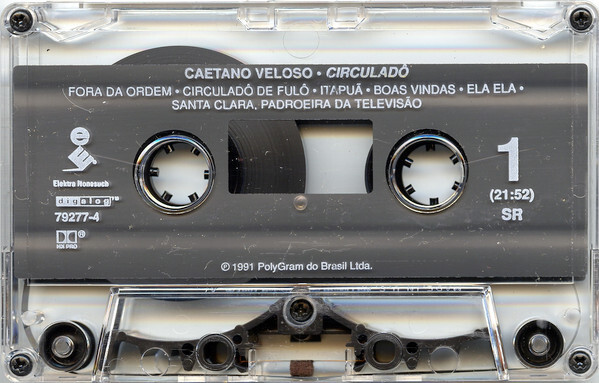 CAETANO VELOSO • CIRCULADÔ
FORA DA ORDEM • CIRCULADÔ DE FULÔ • ITAPUÃ • BOAS VINDAS • ELA ELA •
SANTA CLARA, PADROEIRA DA TELEVISÃO
1
(21:52)
SR
Elektra Nonesuch
digalog™
79277-4
HX PRO
℗ 1991 PolyGram do Brasil Ltda.